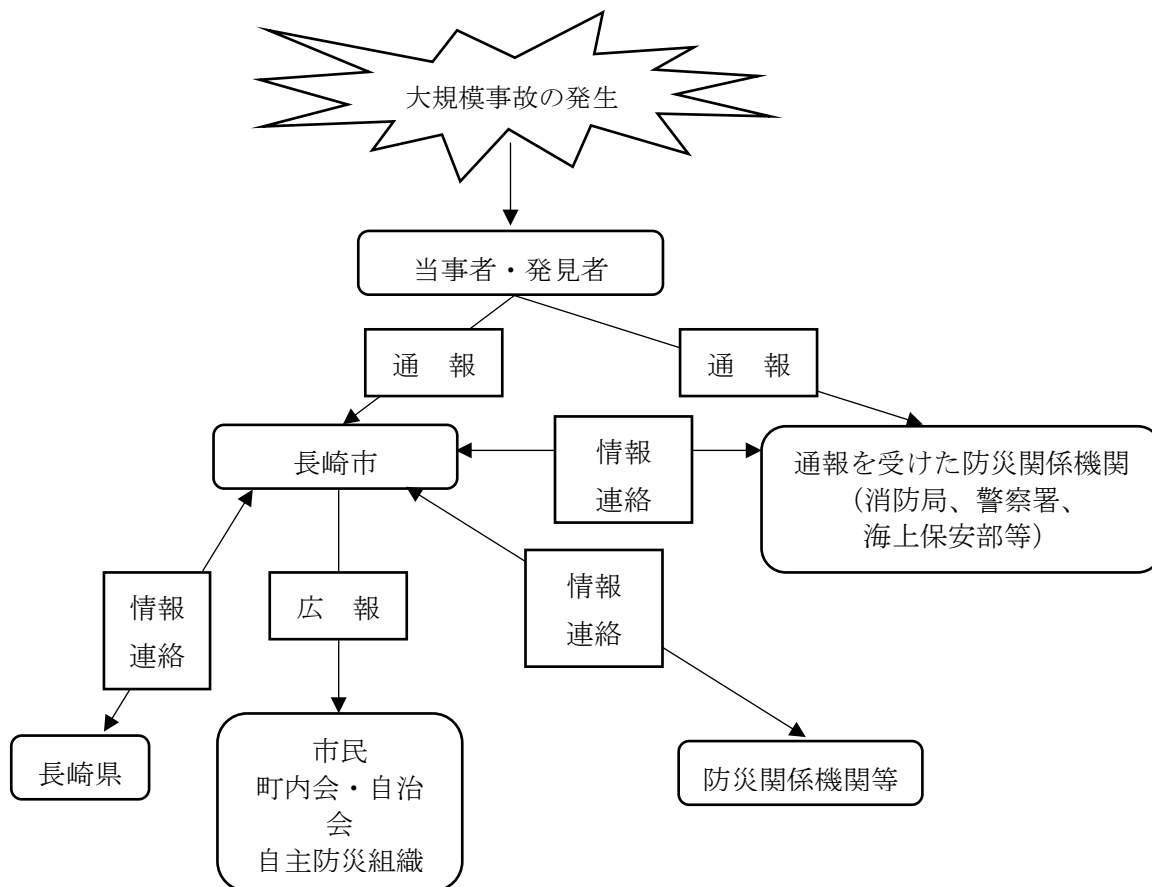 大規模事故の発生
当事者・発見者
通　報
通　報
長崎市
情報
連絡
通報を受けた防災関係機関
（消防局、警察署、
海上保安部等）
情報
連絡
広　報
情報
連絡
長崎県
市民
町内会・自治
会
自主防災組織
防災関係機関等